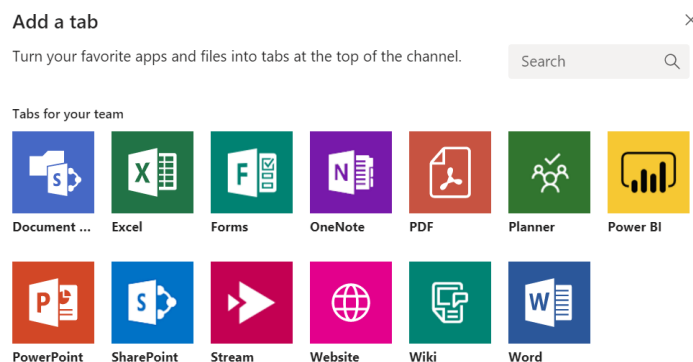 Add a tab
Turn your favorite apps and files into tabs at the top of the channel.
Search
Tabs for your team
Document ... Excel Forms OneNote PDF Planner Power BI
PowerPoint SharePoint Stream Website Wiki Word